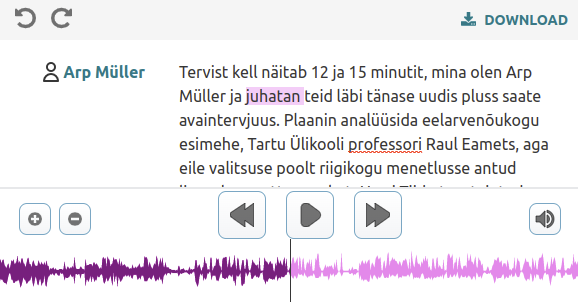 DOWNLOAD
Arp Müller
Tervist kell näitab 12 ja 15 minutit, mina olen Arp
Müller ja juhatan teid läbi tänase uudis pluss saate
avaintervjuus. Plaanin analüüsida eelarvenõukogu
esimehe, Tartu Ülikooli professori Raul Eamets, aga
eile valitsuse poolt riigikogu menetlusse antud